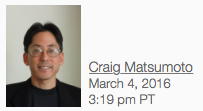 Craig Matsumoto
March 4, 2016
3:19 pm PT